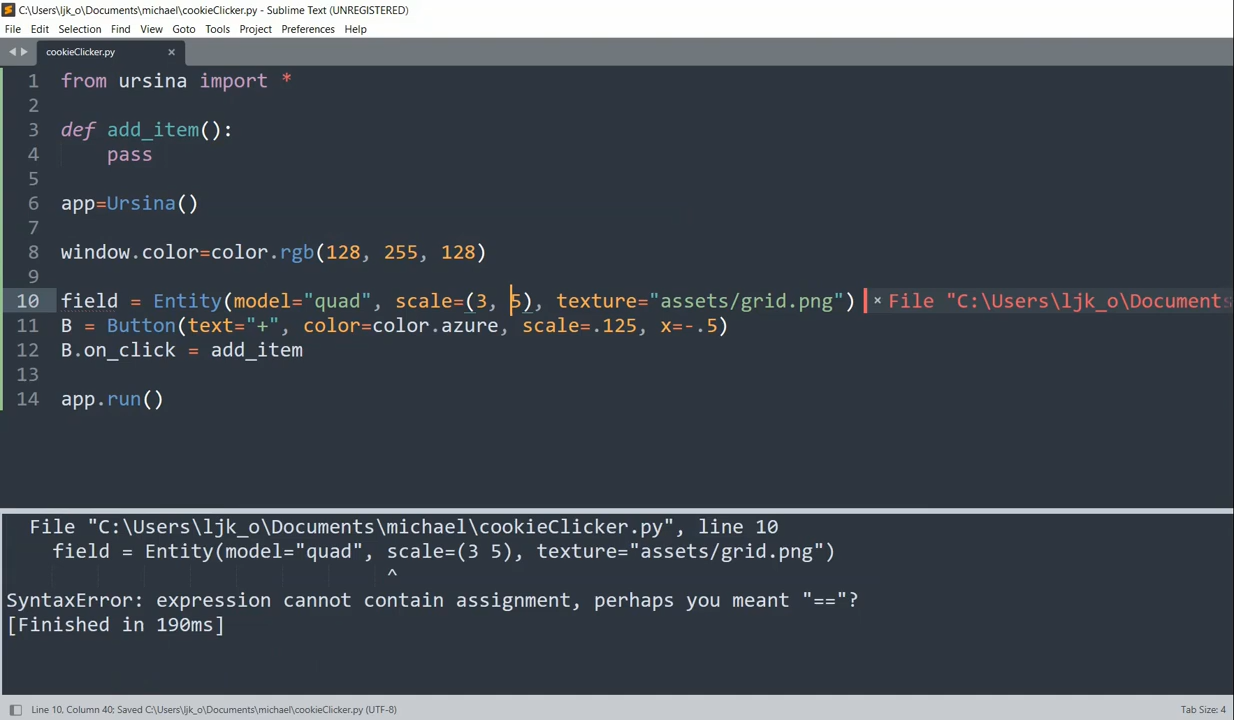 C:\Users\ljk_o\Documents\michael\cookieClicker.py - Sublime Text (UNREGISTERED)
File Edit Selection Find View Goto Tools Project Preferences Help
cookieClicker.py ×
1 from ursina import *
2
3 def add_item():
4     pass
5
6 app=Ursina()
7
8 window.color=color.rgb(128, 255, 128)
9
10 field = Entity(model="quad", scale=(3, 5), texture="assets/grid.png") × File "C:\Users\ljk_o\Documents
11 B = Button(text="+", color=color.azure, scale=.125, x=-.5)
12 B.on_click = add_item
13
14 app.run()
File "C:\Users\ljk_o\Documents\michael\cookieClicker.py", line 10
field = Entity(model="quad", scale=(3 5), texture="assets/grid.png")
^
SyntaxError: expression cannot contain assignment, perhaps you meant "=="?
[Finished in 190ms]
Line 10, Column 40; Saved C:\Users\ljk_o\Documents\michael\cookieClicker.py (UTF-8) Tab Size: 4